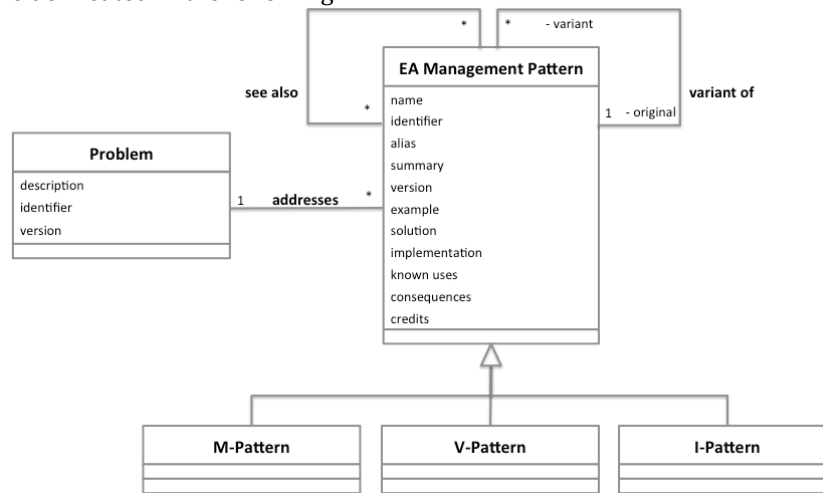 * * - variant
EA Management Pattern
see also
variant of
name
* 1 - original
identifier
alias
summary
version
example
solution
implementation
known uses
consequences
credits
Problem
description
identifier
version
1 addresses *
M-Pattern
V-Pattern
I-Pattern